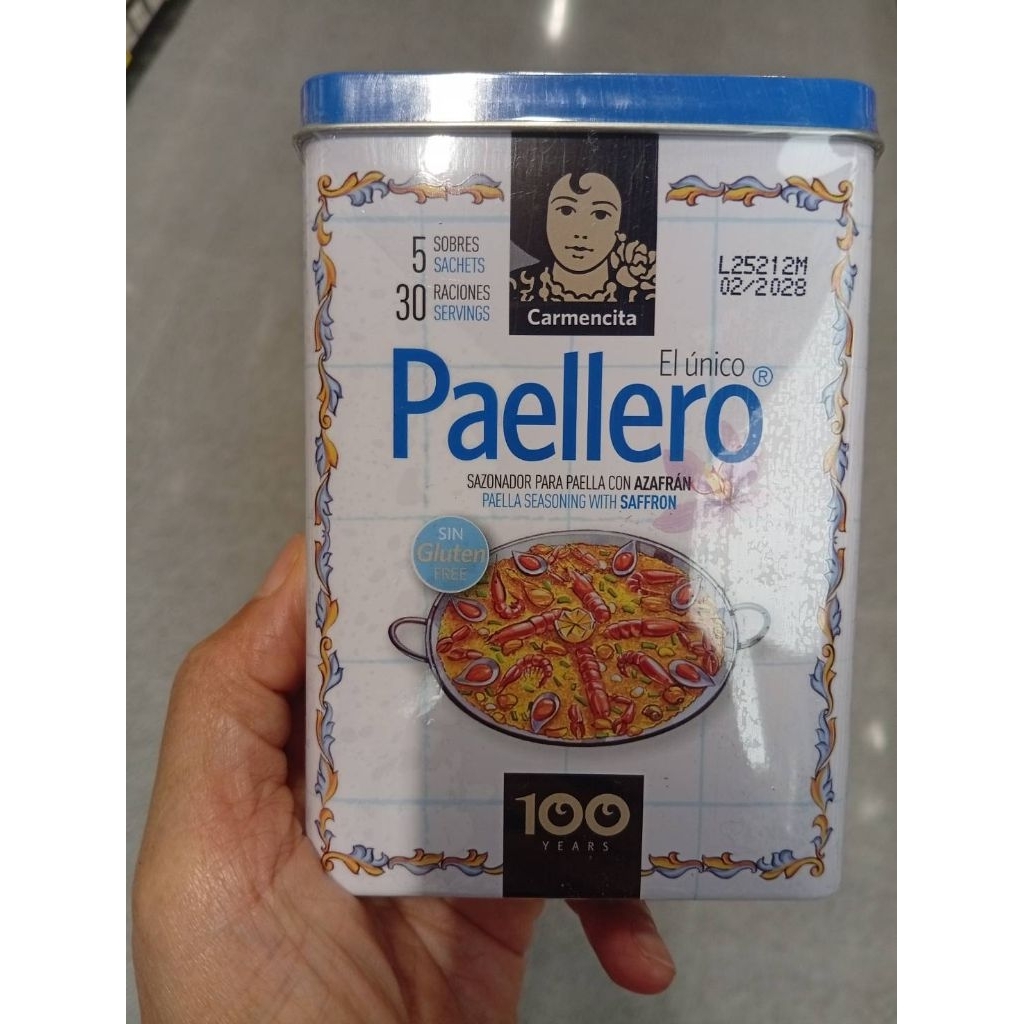 5 SOBRES
SACHETS
30 RACIONES
SERVINGS
Carmencita
L25212M
02/2028
El único
Paellero®
SAZONADOR PARA PAELLA CON AZAFRÁN
PAELLA SEASONING WITH SAFFRON
SIN
Gluten
FREE
100
YEARS